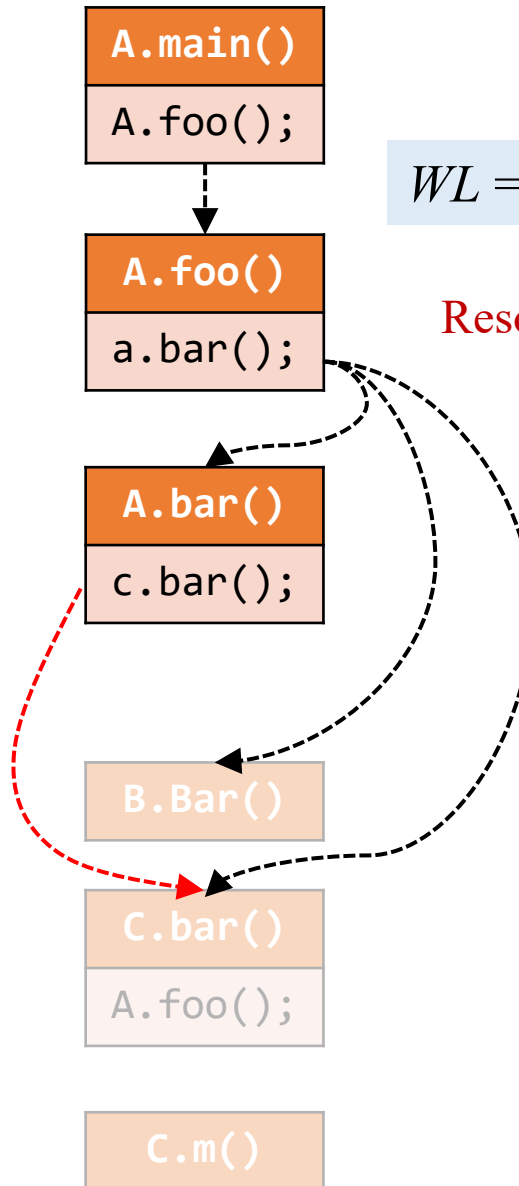 A.main()
A.foo();
WL =
A.foo()
a.bar();
A.bar()
c.bar();
B.Bar()
C.bar()
A.foo();
C.m()